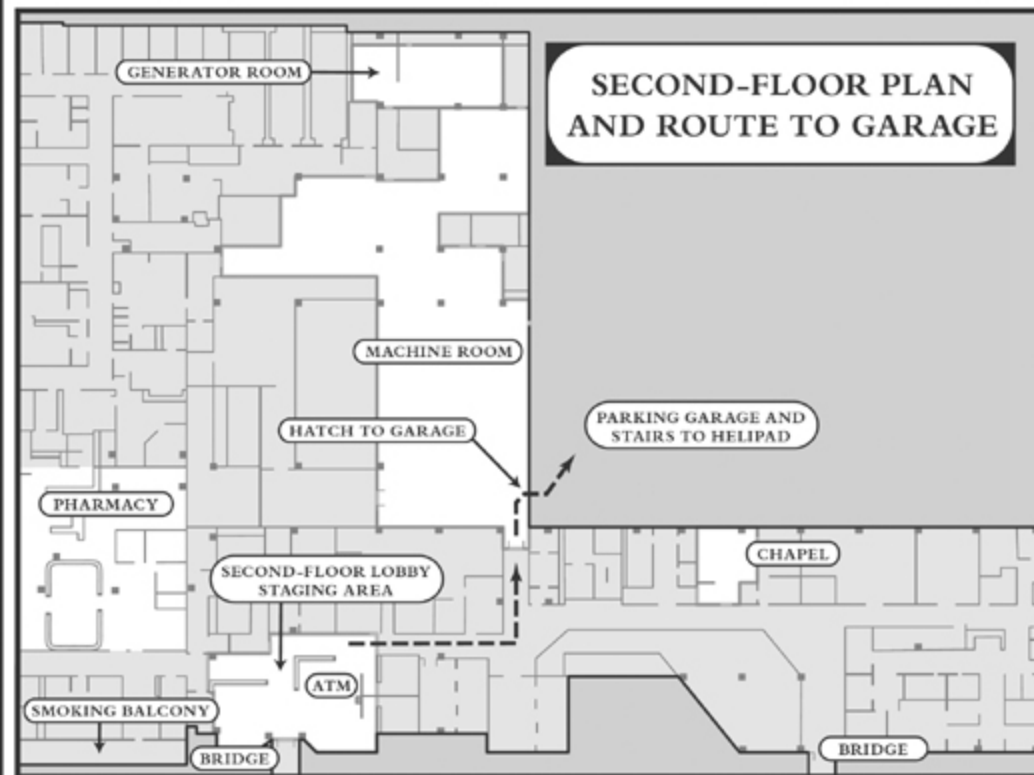 GENERATOR ROOM
SECOND-FLOOR PLAN
AND ROUTE TO GARAGE
MACHINE ROOM
HATCH TO GARAGE
PARKING GARAGE AND
STAIRS TO HELIPAD
PHARMACY
CHAPEL
SECOND-FLOOR LOBBY
STAGING AREA
ATM
SMOKING BALCONY
BRIDGE
BRIDGE